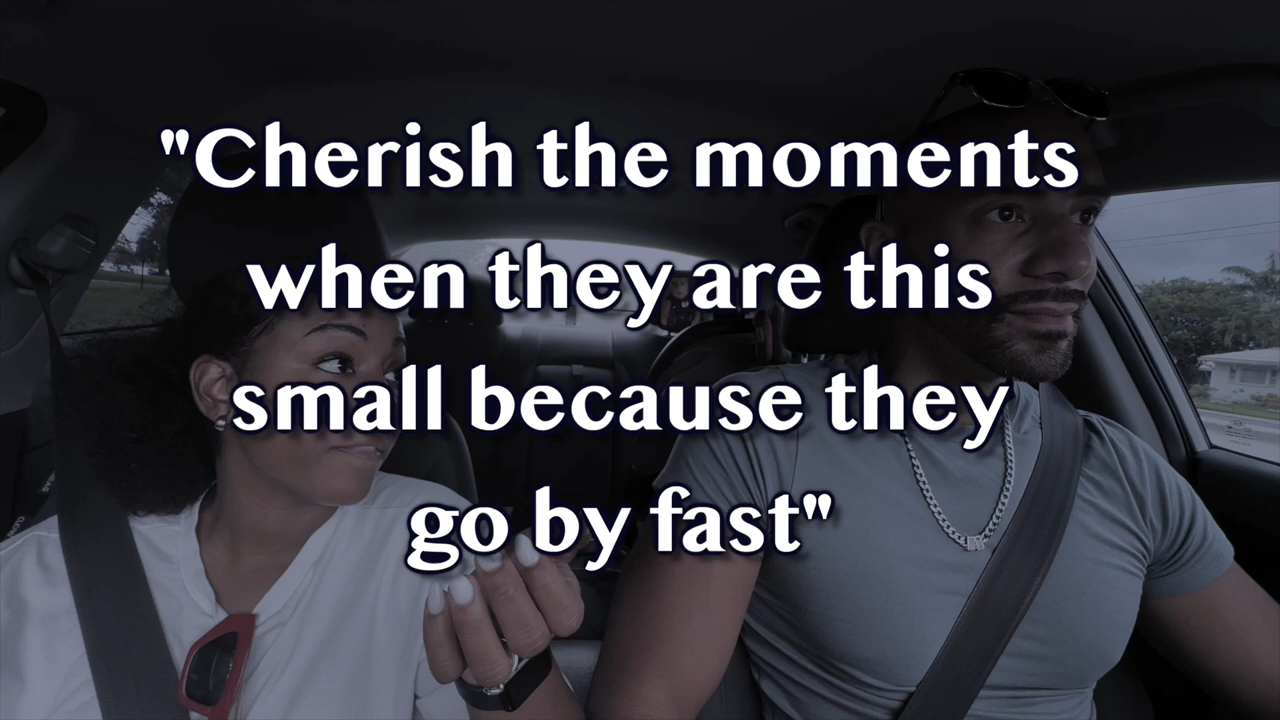 "Cherish the moments
when they are this
small because they
go by fast"